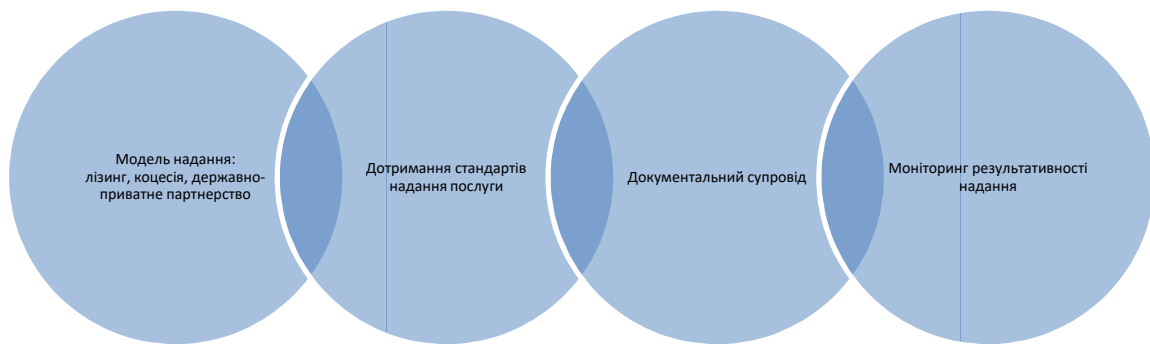 Модель надання:
лізинг, коцесія, державно-
приватне партнерство
Дотримання стандартів
надання послуги
Документальний супровід
Моніторинг результативності
надання